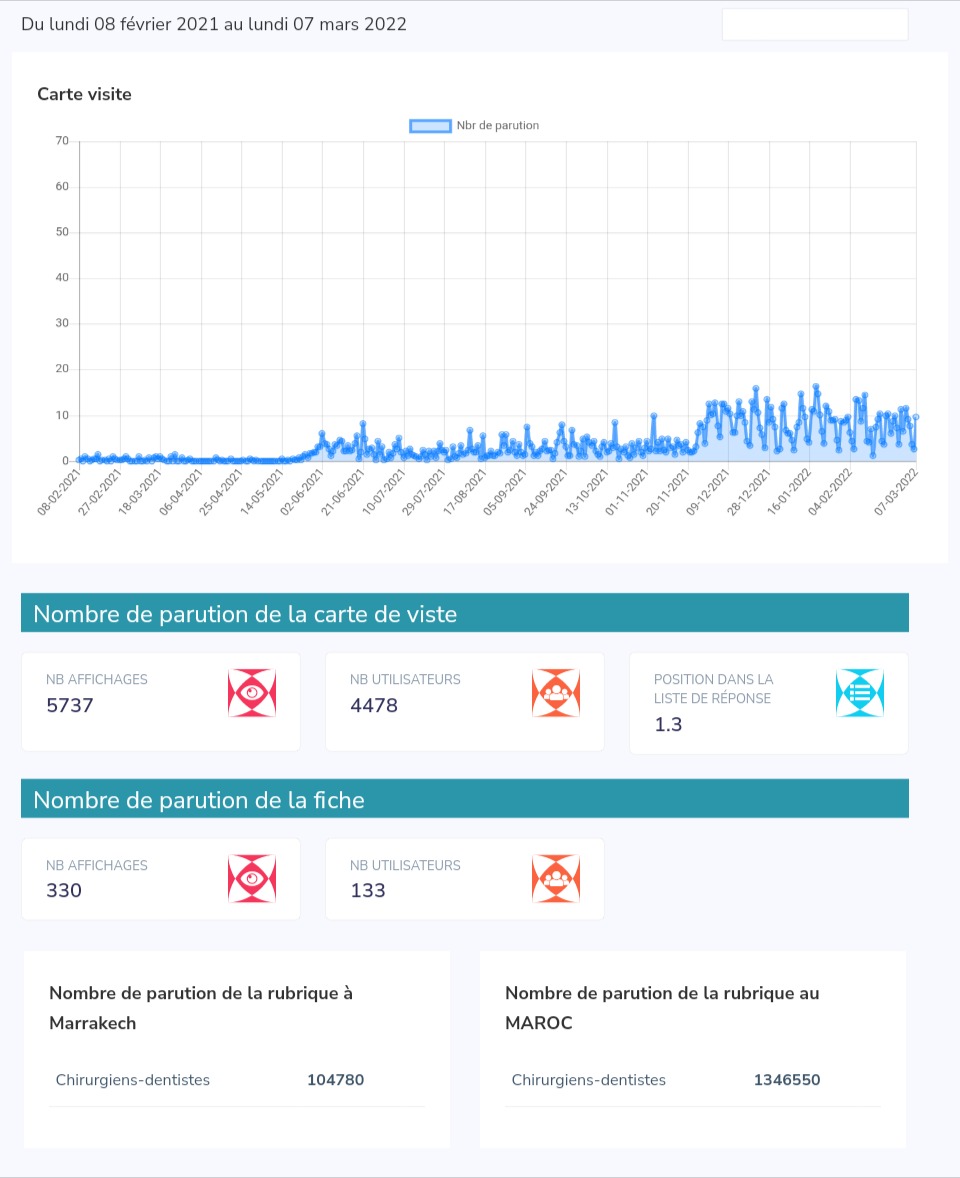 Du lundi 08 février 2021 au lundi 07 mars 2022
Carte visite
Nbr de parution
70
60
50
40
30
20
10
0
08-02-2021
27-02-2021
18-03-2021
06-04-2021
25-04-2021
14-05-2021
02-06-2021
21-06-2021
10-07-2021
29-07-2021
17-08-2021
05-09-2021
24-09-2021
13-10-2021
01-11-2021
20-11-2021
09-12-2021
28-12-2021
16-01-2022
04-02-2022
07-03-2022
Nombre de parution de la carte de viste
NB AFFICHAGES
5737
NB UTILISATEURS
4478
POSITION DANS LA
LISTE DE RÉPONSE
1.3
Nombre de parution de la fiche
NB AFFICHAGES
330
NB UTILISATEURS
133
Nombre de parution de la rubrique à
Marrakech
Chirurgiens-dentistes 104780
Nombre de parution de la rubrique au
MAROC
Chirurgiens-dentistes 1346550